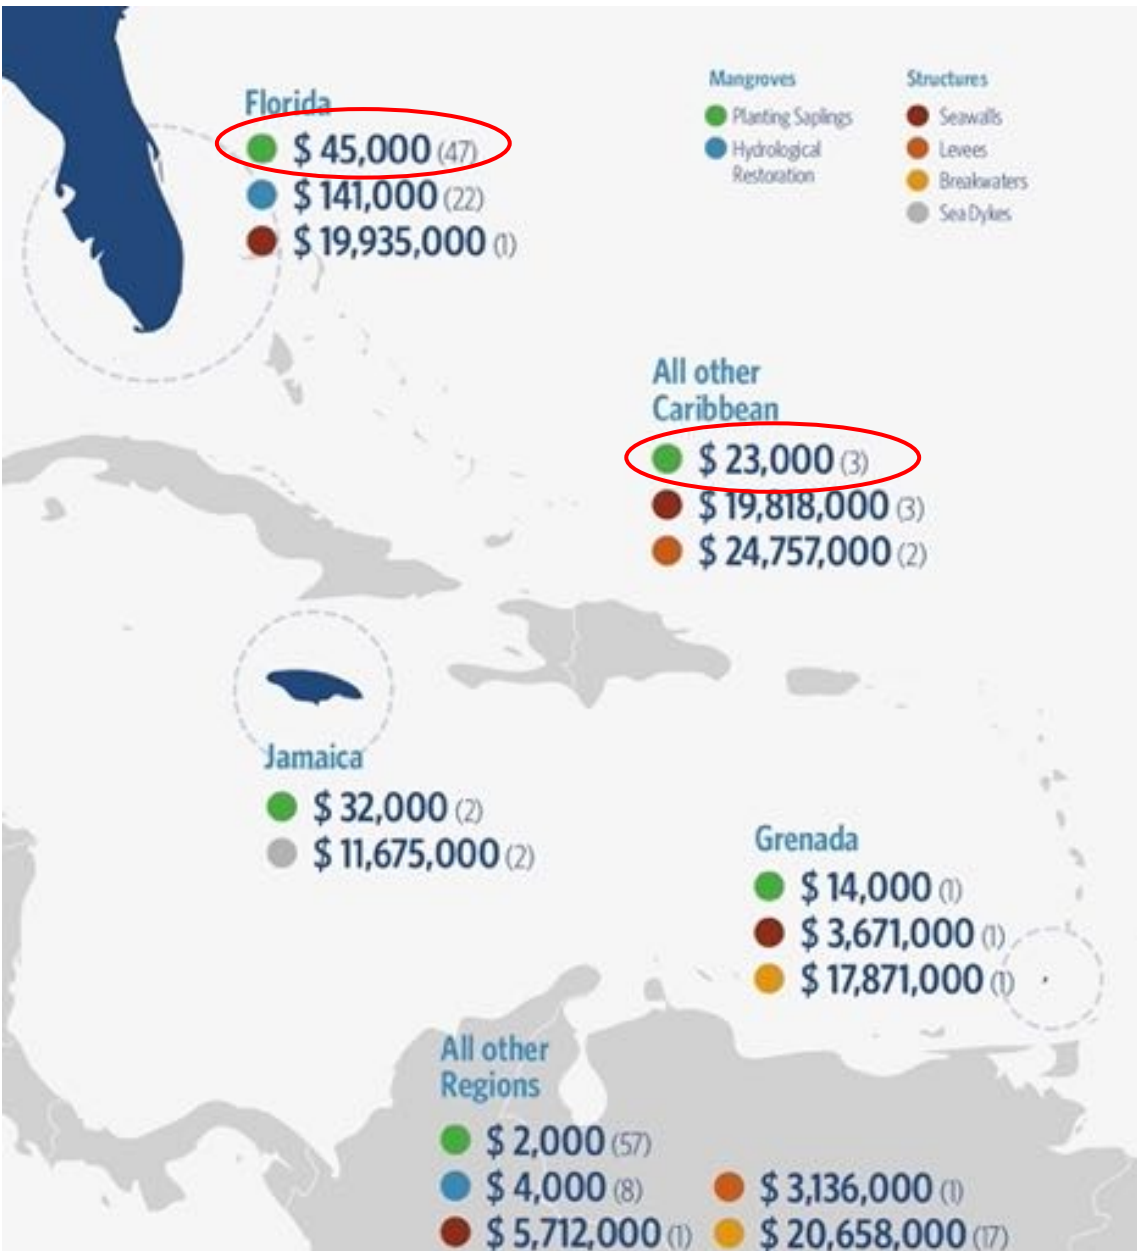 Florida
$ 45,000 (47)
$ 141,000 (22)
$ 19,935,000 (1)
Mangroves
Planting Saplings
Hydrological
Restoration
Structures
Seawalls
Levees
Breakwaters
Sea Dykes
All other
Caribbean
$ 23,000 (3)
$ 19,818,000 (3)
$ 24,757,000 (2)
Jamaica
$ 32,000 (2)
$ 11,675,000 (2)
Grenada
$ 14,000 (1)
$ 3,671,000 (1)
$ 17,871,000 (1)
All other
Regions
$ 2,000 (57)
$ 4,000 (8)
$ 5,712,000 (1)
$ 3,136,000 (1)
$ 20,658,000 (17)